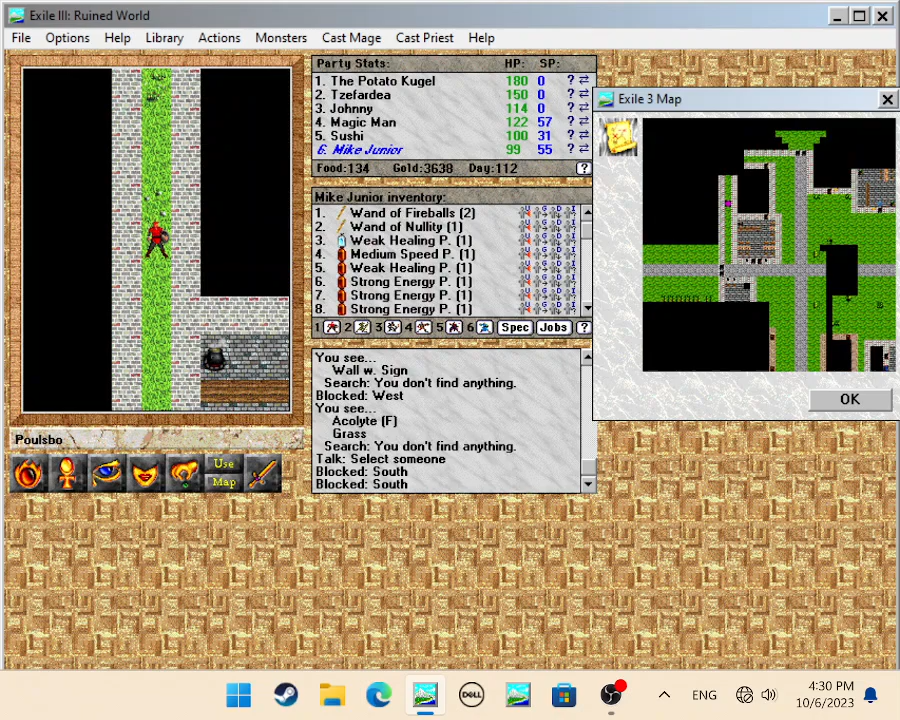 Exile III: Ruined World
File Options Help Library Actions Monsters Cast Mage Cast Priest Help
Party Stats: HP: SP:
1. The Potato Kugel 180 0 ?
2. Tzefardea 150 0 ?
3. Johnny 114 0 ?
4. Magic Man 122 57 ?
5. Sushi 100 31 ?
6. Mike Junior 99 55 ?
Food:134 Gold:3638 Day:112 ?
Exile 3 Map
OK
Mike Junior inventory:
1. Wand of Fireballs (2) U G D I
2. Wand of Nullity (1) U G D I
3. Weak Healing P. (1) U G D I
4. Medium Speed P. (1) U G D I
5. Weak Healing P. (1) U G D I
6. Strong Energy P. (1) U G D I
7. Strong Energy P. (1) U G D I
8. Strong Energy P. (1) U G D I
1 2 3 4 5 6 Spec Jobs ?
You see...
Wall w. Sign
Search: You don't find anything.
Blocked: West
You see...
Acolyte (F)
Grass
Search: You don't find anything.
Talk: Select someone
Blocked: South
Blocked: South
Poulsbo
Use
Map
DELL
ENG
4:30 PM
10/6/2023